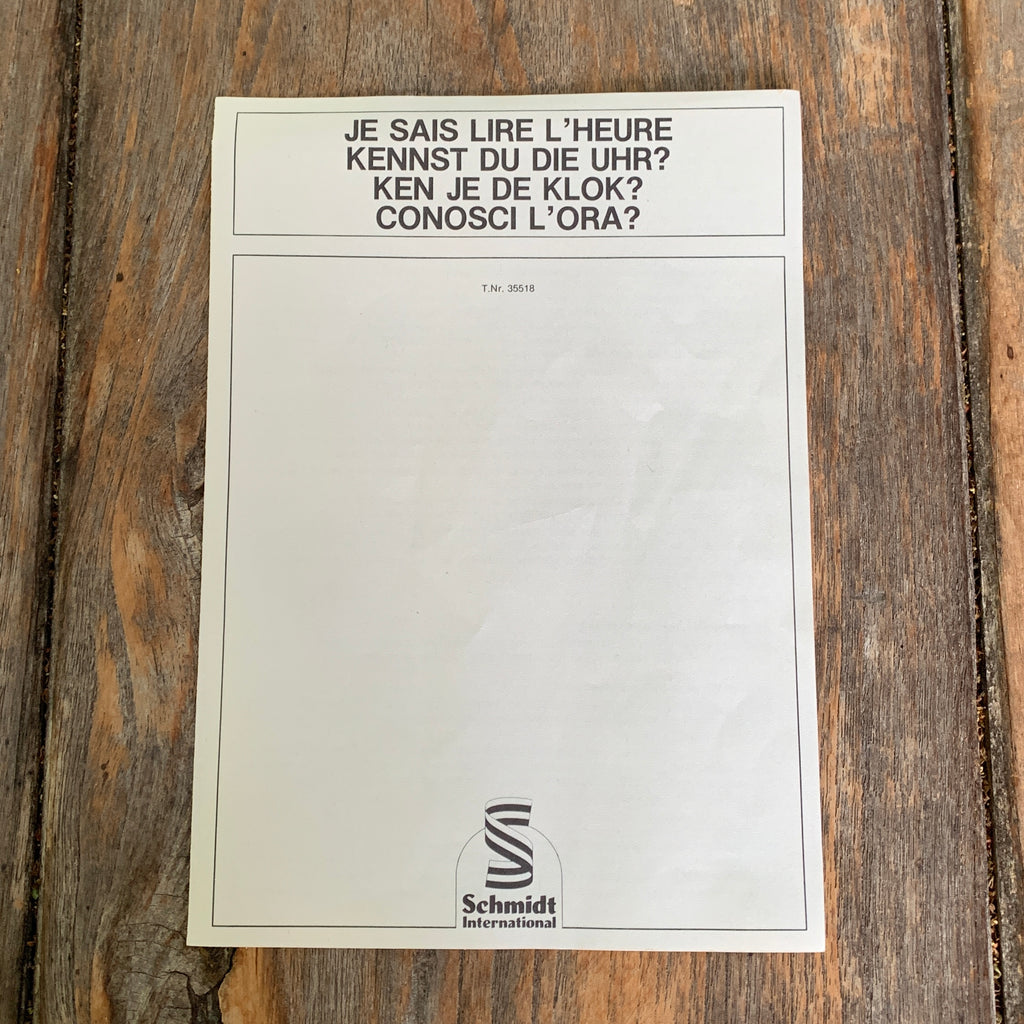 JE SAIS LIRE L'HEURE
KENNST DU DIE UHR?
KEN JE DE KLOK?
CONOSCI L'ORA?
T.Nr. 35518
Schmidt
International